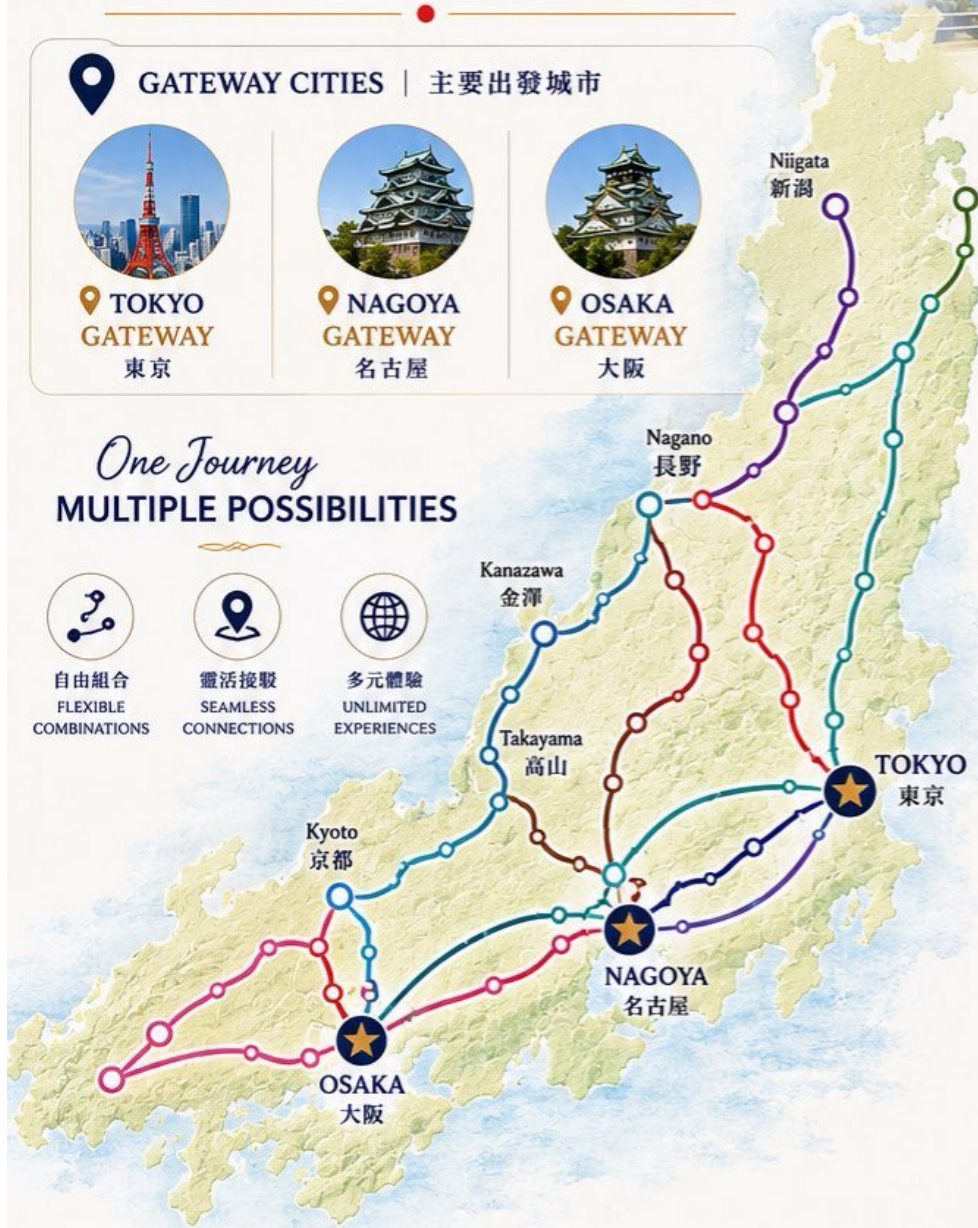 GATEWAY CITIES | 主要出發城市
TOKYO
GATEWAY
東京
NAGOYA
GATEWAY
名古屋
OSAKA
GATEWAY
大阪
One Journey
MULTIPLE POSSIBILITIES
自由組合
FLEXIBLE
COMBINATIONS
靈活接駁
SEAMLESS
CONNECTIONS
多元體驗
UNLIMITED
EXPERIENCES
Niigata
新潟
Nagano
長野
Kanazawa
金澤
Takayama
高山
Kyoto
京都
TOKYO
東京
NAGOYA
名古屋
OSAKA
大阪